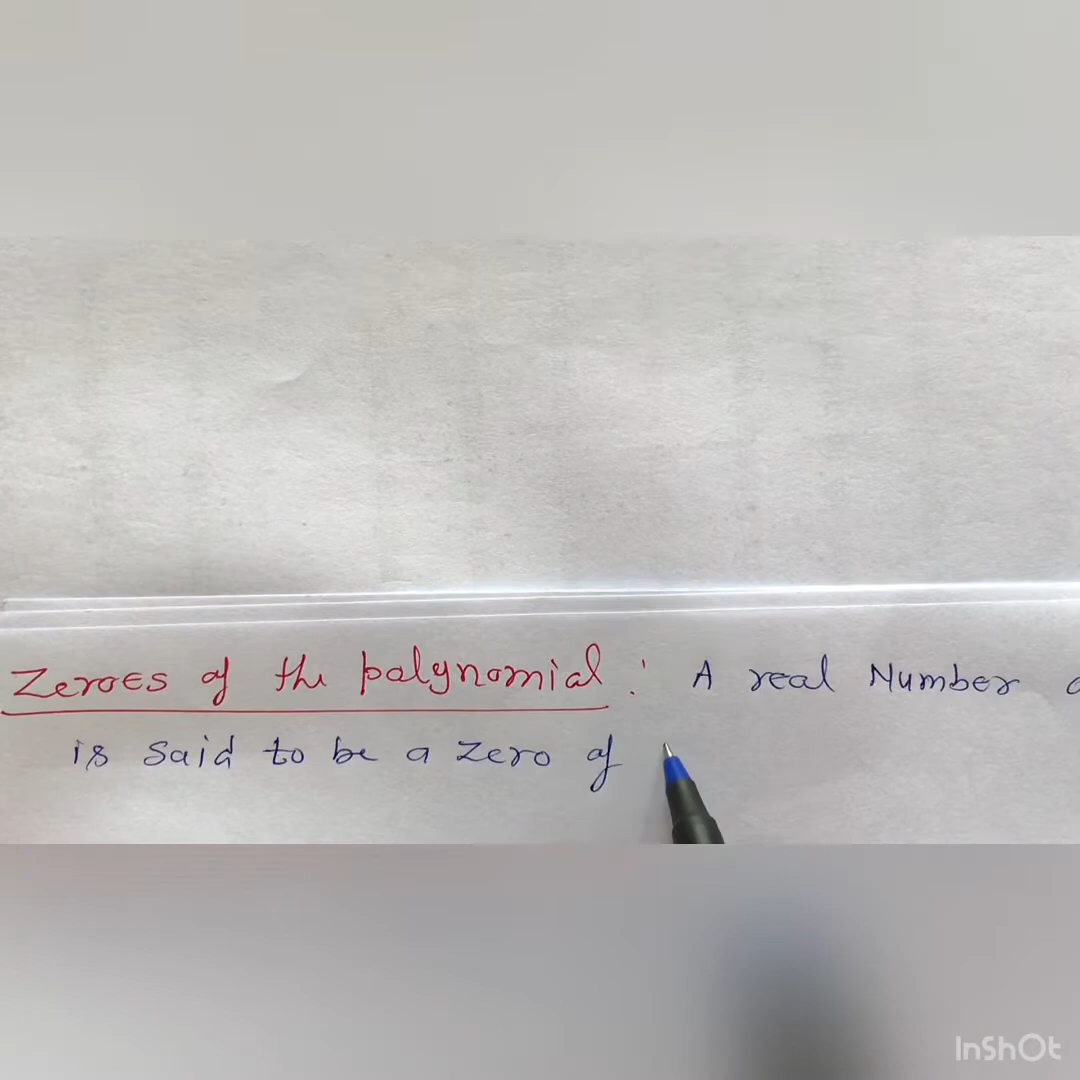 Zeroes of the polynomial : A real Number
is said to be a zero of
InShOt